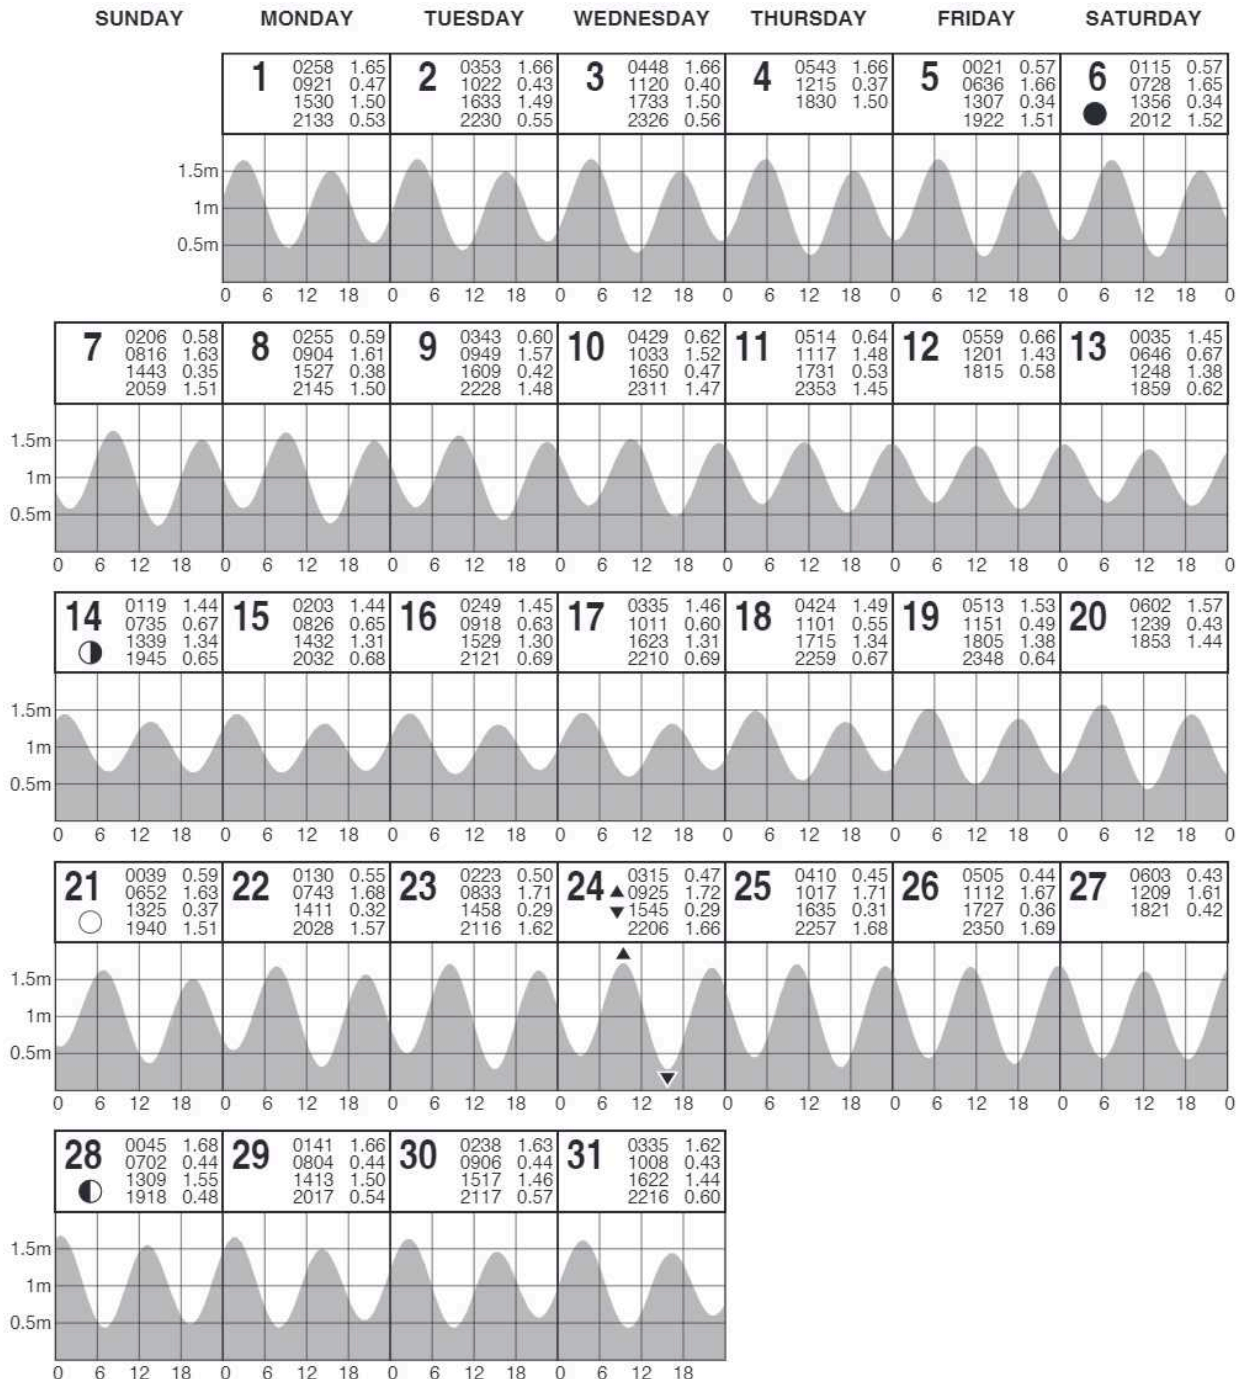 SUNDAY MONDAY TUESDAY WEDNESDAY THURSDAY FRIDAY SATURDAY
1 0258 1.65
0921 0.47
1530 1.50
2133 0.53
2 0353 1.66
1022 0.43
1633 1.49
2230 0.55
3 0448 1.66
1120 0.40
1733 1.50
2326 0.56
4 0543 1.66
1215 0.37
1830 1.50
5 0021 0.57
0636 1.66
1307 0.34
1922 1.51
6 0115 0.57
0728 1.65
1356 0.34
2012 1.52
1.5m
1m
0.5m
0 6 12 18 0 6 12 18 0 6 12 18 0 6 12 18 0 6 12 18 0 6 12 18 0
7 0206 0.58
0816 1.63
1443 0.35
2059 1.51
8 0255 0.59
0904 1.61
1527 0.38
2145 1.50
9 0343 0.60
0949 1.57
1609 0.42
2228 1.48
10 0429 0.62
1033 1.52
1650 0.47
2311 1.47
11 0514 0.64
1117 1.48
1731 0.53
2353 1.45
12 0559 0.66
1201 1.43
1815 0.58
13 0035 1.45
0646 0.67
1248 1.38
1859 0.62
1.5m
1m
0.5m
0 6 12 18 0 6 12 18 0 6 12 18 0 6 12 18 0 6 12 18 0 6 12 18 0 6 12 18 0
14 0119 1.44
0735 0.67
1339 1.34
1945 0.65
15 0203 1.44
0826 0.65
1432 1.31
2032 0.68
16 0249 1.45
0918 0.63
1529 1.30
2121 0.69
17 0335 1.46
1011 0.60
1623 1.31
2210 0.69
18 0424 1.49
1101 0.55
1715 1.34
2259 0.67
19 0513 1.53
1151 0.49
1805 1.38
2348 0.64
20 0602 1.57
1239 0.43
1853 1.44
1.5m
1m
0.5m
0 6 12 18 0 6 12 18 0 6 12 18 0 6 12 18 0 6 12 18 0 6 12 18 0 6 12 18 0
21 0039 0.59
0652 1.63
1325 0.37
1940 1.51
22 0130 0.55
0743 1.68
1411 0.32
2028 1.57
23 0223 0.50
0833 1.71
1458 0.29
2116 1.62
24 0315 0.47
0925 1.72
1545 0.29
2206 1.66
25 0410 0.45
1017 1.71
1635 0.31
2257 1.68
26 0505 0.44
1112 1.67
1727 0.36
2350 1.69
27 0603 0.43
1209 1.61
1821 0.42
1.5m
1m
0.5m
0 6 12 18 0 6 12 18 0 6 12 18 0 6 12 18 0 6 12 18 0 6 12 18 0 6 12 18 0
28 0045 1.68
0702 0.44
1309 1.55
1918 0.48
29 0141 1.66
0804 0.44
1413 1.50
2017 0.54
30 0238 1.63
0906 0.44
1517 1.46
2117 0.57
31 0335 1.62
1008 0.43
1622 1.44
2216 0.60
1.5m
1m
0.5m
0 6 12 18 0 6 12 18 0 6 12 18 0 6 12 18